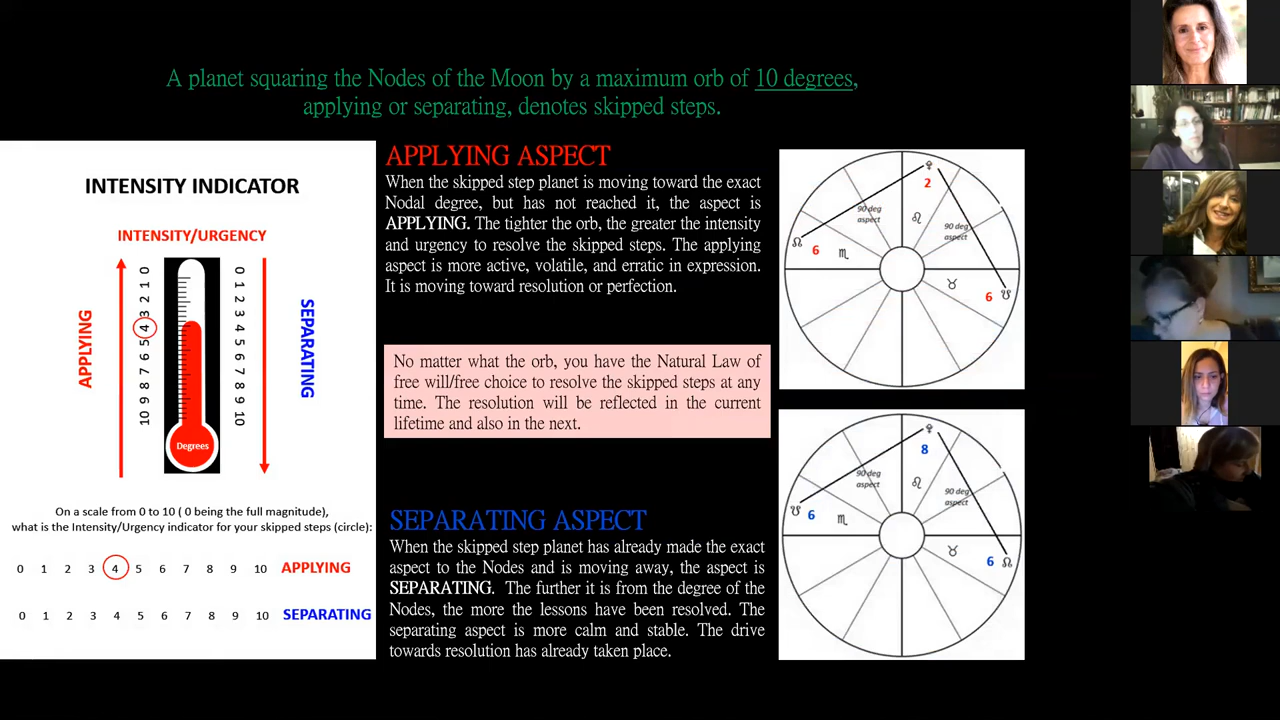 A planet squaring the Nodes of the Moon by a maximum orb of 10 degrees,
applying or separating, denotes skipped steps.
INTENSITY INDICATOR
INTENSITY/URGENCY
APPLYING
0 1 2 3 4 5 6 7 8 9 10
Degrees
0 1 2 3 4 5 6 7 8 9 10
SEPARATING
On a scale from 0 to 10 ( 0 being the full magnitude),
what is the Intensity/Urgency indicator for your skipped steps (circle):
0 1 2 3 4 5 6 7 8 9 10 APPLYING
0 1 2 3 4 5 6 7 8 9 10 SEPARATING
APPLYING ASPECT
When the skipped step planet is moving toward the exact
Nodal degree, but has not reached it, the aspect is
APPLYING. The tighter the orb, the greater the intensity
and urgency to resolve the skipped steps. The applying
aspect is more active, volatile, and erratic in expression.
It is moving toward resolution or perfection.
No matter what the orb, you have the Natural Law of
free will/free choice to resolve the skipped steps at any
time. The resolution will be reflected in the current
lifetime and also in the next.
SEPARATING ASPECT
When the skipped step planet has already made the exact
aspect to the Nodes and is moving away, the aspect is
SEPARATING. The further it is from the degree of the
Nodes, the more the lessons have been resolved. The
separating aspect is more calm and stable. The drive
towards resolution has already taken place.
2
90 deg
aspect
♌
90 deg
aspect
☊
6
♏
♉
6
☋
8
90 deg
aspect
♌
90 deg
aspect
☋
6
♏
♉
6
☊